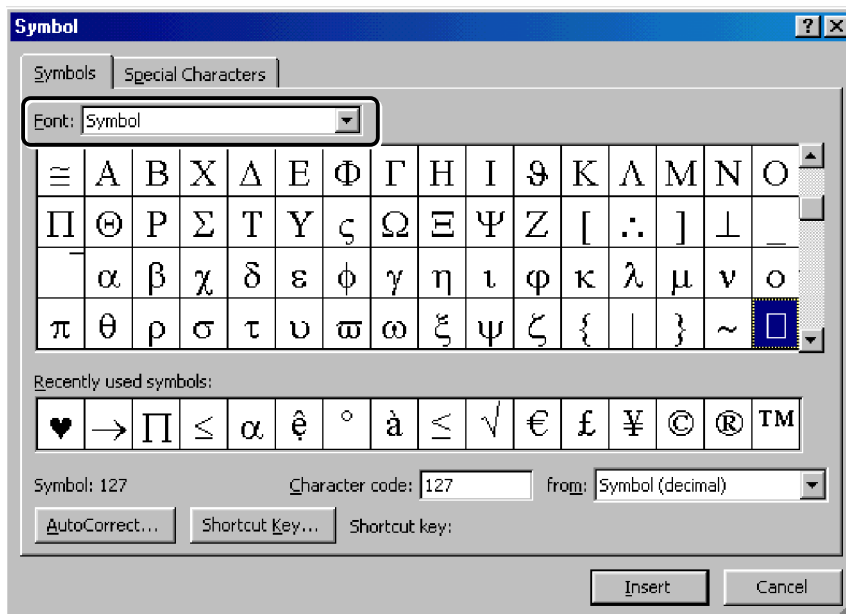 Symbol
Symbols Special Characters
Font: Symbol
≅ Α Β Χ Δ Ε Φ Γ Η Ι ϑ Κ Λ Μ Ν Ο
Π Θ Ρ Σ Τ Υ ς Ω Ξ Ψ Ζ [ ∴ ] ⊥ _
‾ α β χ δ ε φ γ η ι ϕ κ λ μ ν ο
π θ ρ σ τ υ ϖ ω ξ ψ ζ { | } ~ □
Recently used symbols:
♥ → ∏ ≤ α ệ ° à ≤ √ € £ ¥ © ® ™
Symbol: 127 Character code: 127 from: Symbol (decimal)
AutoCorrect... Shortcut Key... Shortcut key:
Insert Cancel